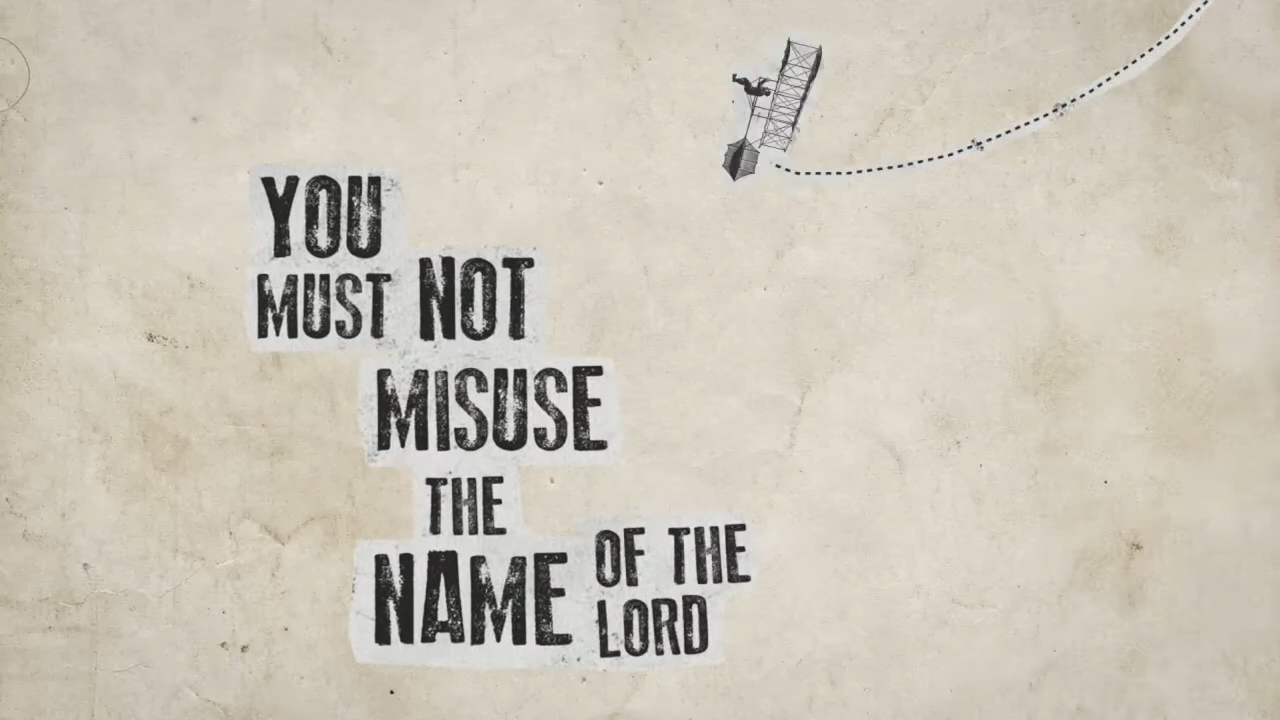 YOU
MUST NOT
MISUSE
THE
NAME OF THE
LORD